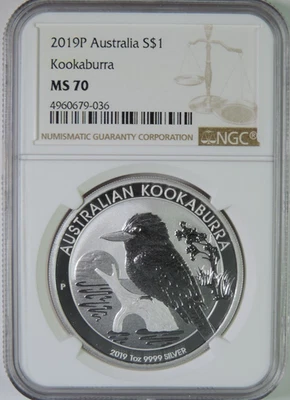 2019P Australia S$1
Kookaburra
MS 70
4960679-036
NUMISMATIC GUARANTY CORPORATION
NGC®
AUSTRALIAN KOOKABURRA
P
2019 1oz 9999 SILVER